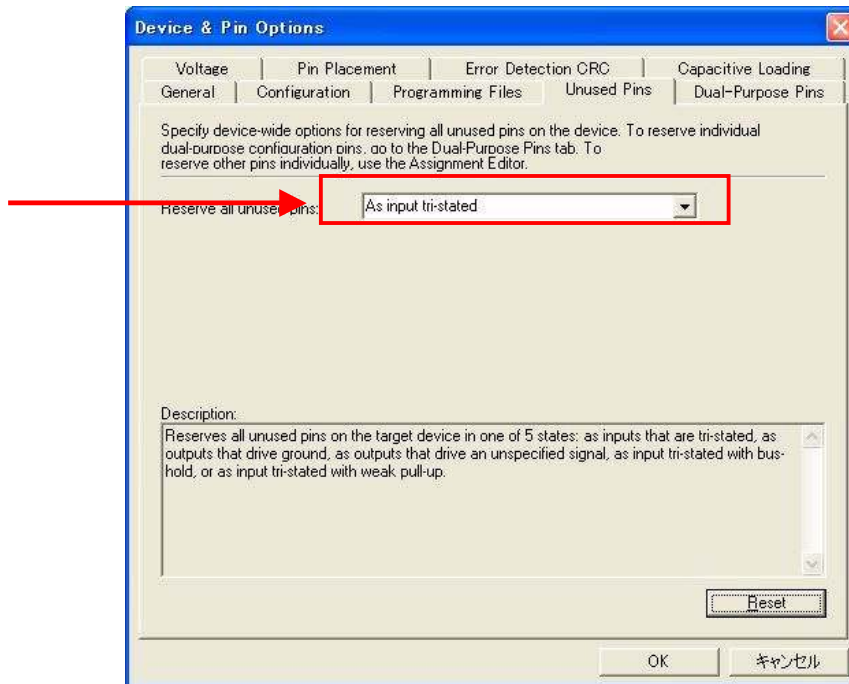 Device & Pin Options
Voltage Pin Placement Error Detection CRC Capacitive Loading
General Configuration Programming Files Unused Pins Dual-Purpose Pins
Specify device-wide options for reserving all unused pins on the device. To reserve individual
dual-purpose configuration pins, go to the Dual-Purpose Pins tab. To
reserve other pins individually, use the Assignment Editor.
Reserve all unused pins: As input tri-stated
Description:
Reserves all unused pins on the target device in one of 5 states: as inputs that are tri-stated, as
outputs that drive ground, as outputs that drive an unspecified signal, as input tri-stated with bus-
hold, or as input tri-stated with weak pull-up.
Reset
OK キャンセル